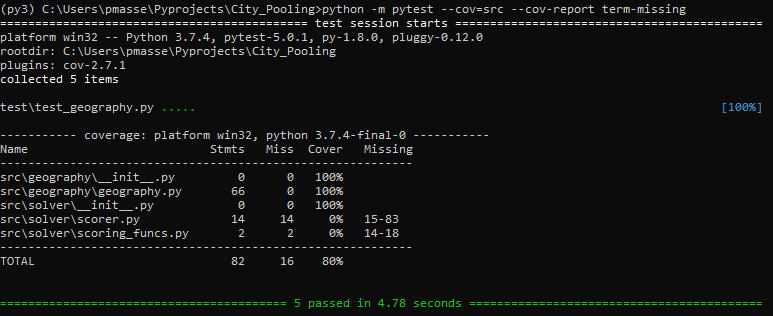 (py3) C:\Users\pmasse\Pyprojects\City_Pooling>python -m pytest --cov=src --cov-report term-missing
========================================= test session starts =========================================
platform win32 -- Python 3.7.4, pytest-5.0.1, py-1.8.0, pluggy-0.12.0
rootdir: C:\Users\pmasse\Pyprojects\City_Pooling
plugins: cov-2.7.1
collected 5 items
test\test_geography.py ..... [100%]
----------- coverage: platform win32, python 3.7.4-final-0 -----------
Name Stmts Miss Cover Missing
----------------------------------------------------------
src\geography\__init__.py 0 0 100%
src\geography\geography.py 66 0 100%
src\solver\__init__.py 0 0 100%
src\solver\scorer.py 14 14 0% 15-83
src\solver\scoring_funcs.py 2 2 0% 14-18
----------------------------------------------------------
TOTAL 82 16 80%
======================================= 5 passed in 4.78 seconds ========================================